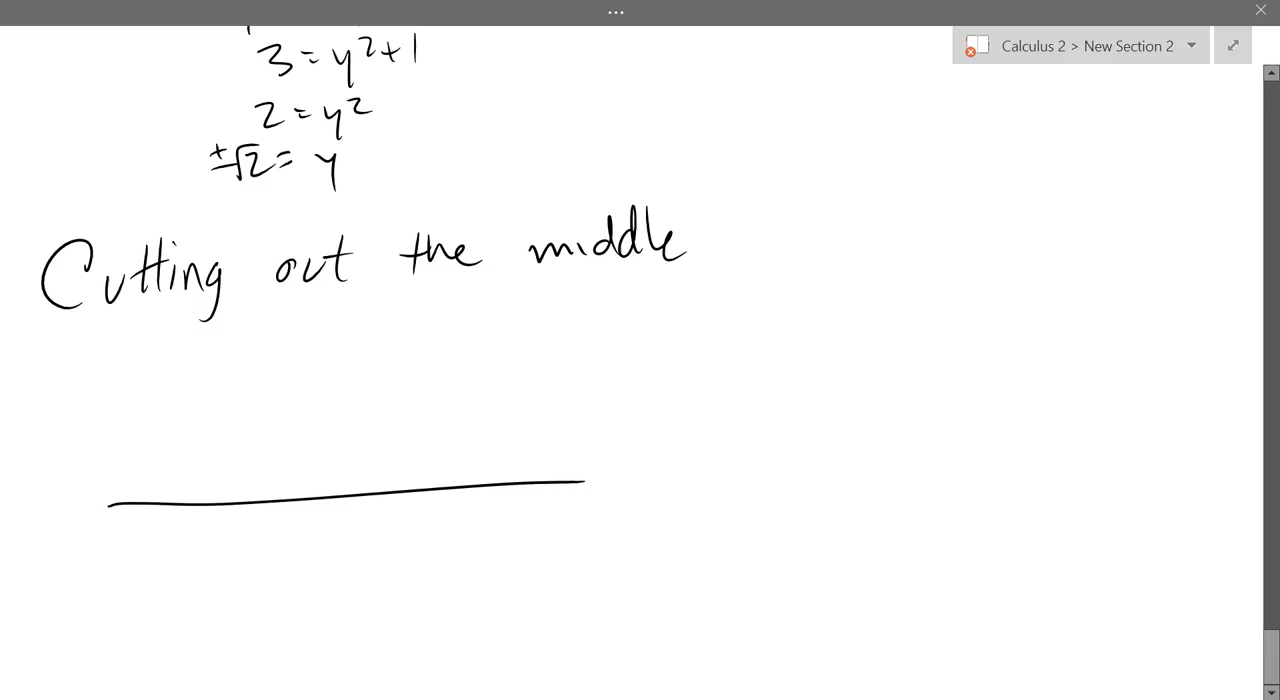 ...
Calculus 2 > New Section 2
3 = y²+1
2 = y²
±√2 = y
Cutting out the middle